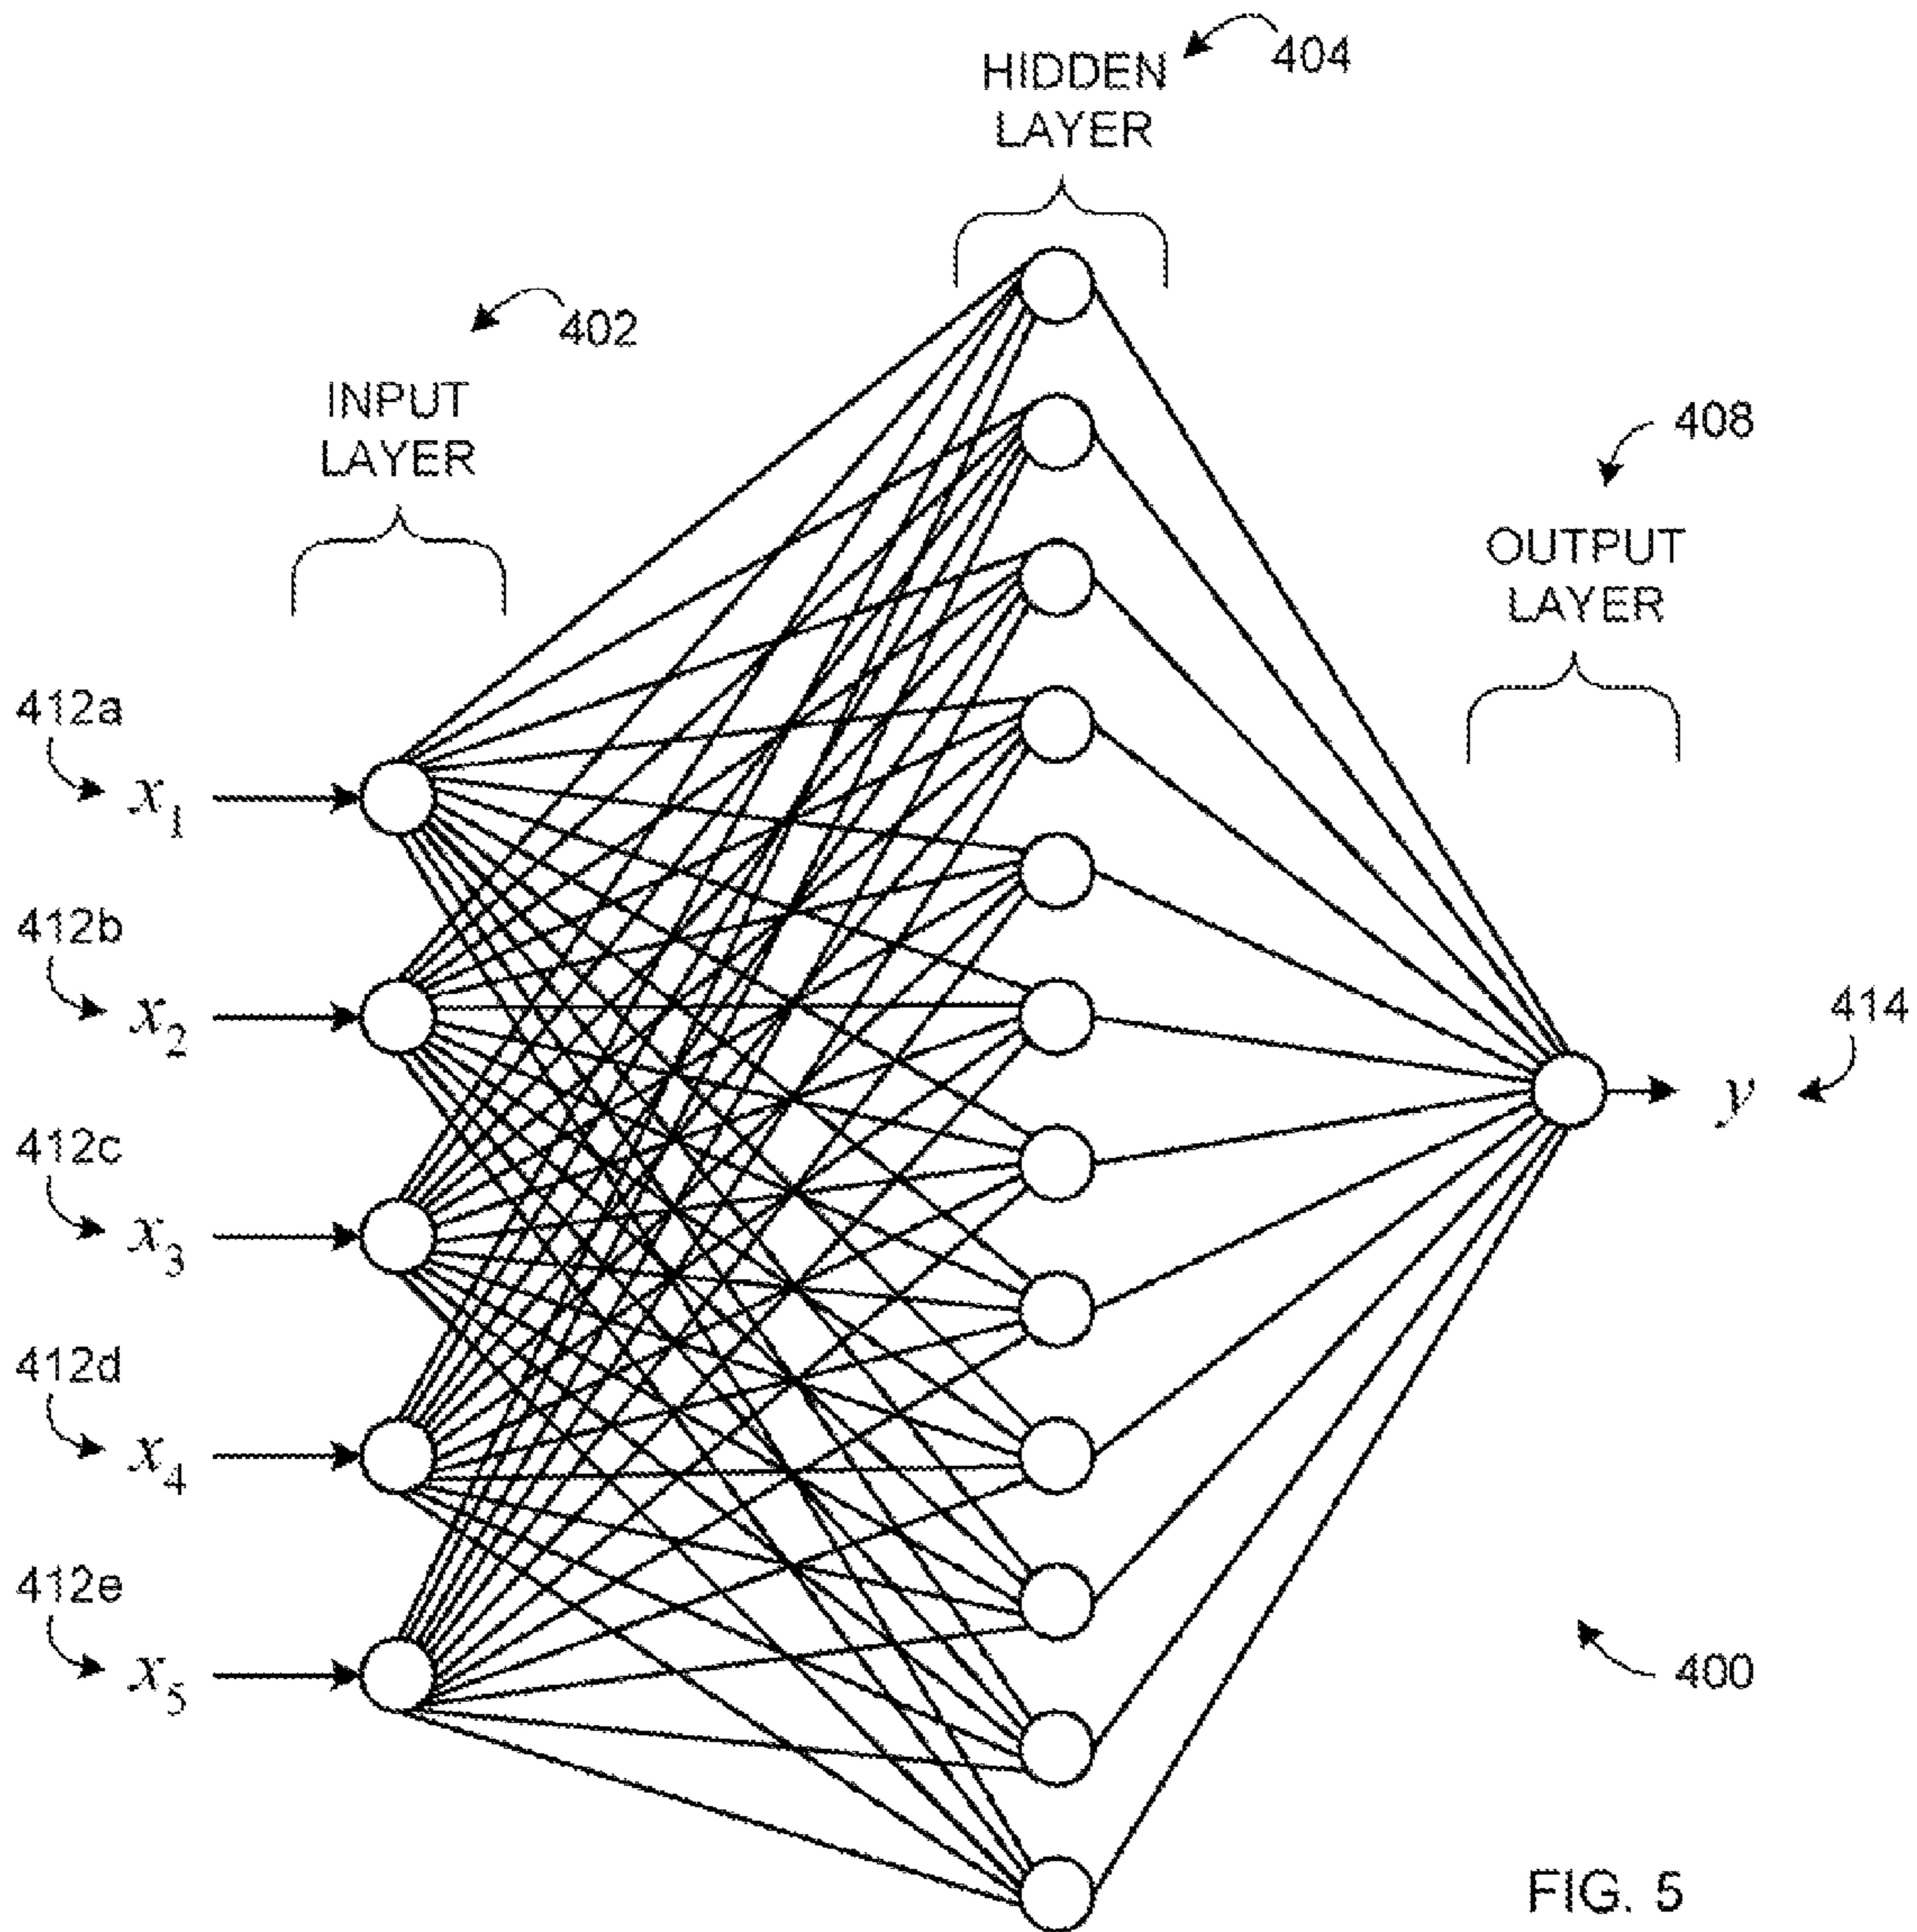 404
HIDDEN
LAYER
402
INPUT
LAYER
408
OUTPUT
LAYER
412a
x1
412b
x2
414
y
412c
x3
412d
x4
412e
x5
400
FIG. 5